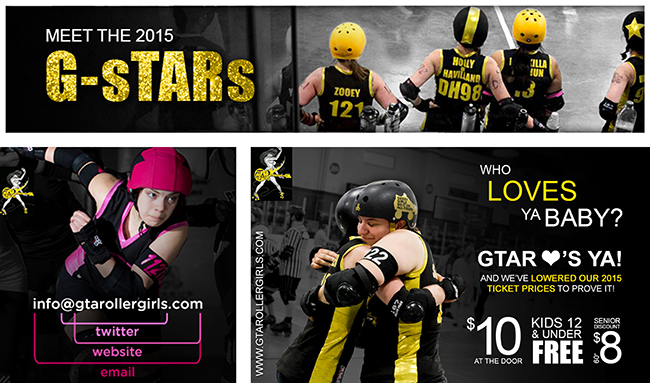 MEET THE 2015
G-sTARs
ZOOEY
121
HOLLY
HAVILLAND
DH98
info@gtarollergirls.com
twitter
website
email
WWW.GTAROLLERGIRLS.COM
WHO
LOVES
YA BABY?
GTAR ♥'S YA!
AND WE'VE LOWERED OUR 2015
TICKET PRICES TO PROVE IT!
$10
AT THE DOOR
KIDS 12
& UNDER
FREE
SENIOR
DISCOUNT
60+
$8